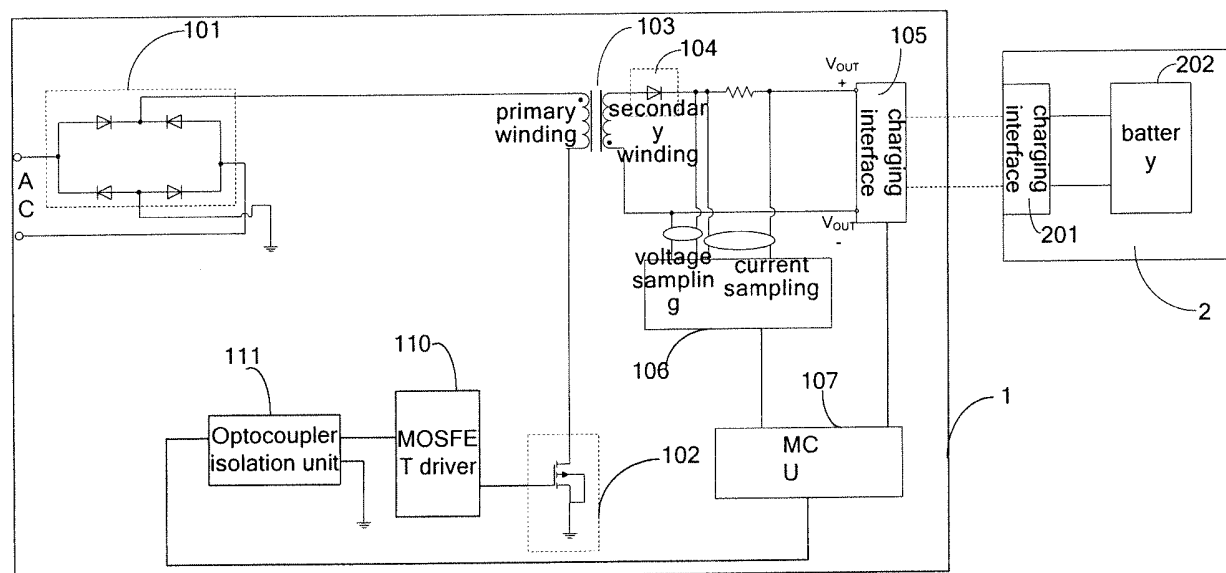 101
103
104
105
202
VOUT
+
primary
winding
secondar
y
winding
charging
interface
charging
interface
batter
y
A
C
201
VOUT
-
voltage
samplin
g
current
sampling
2
106
111
110
107
1
Optocoupler
isolation unit
MOSFE
T driver
102
MC
U